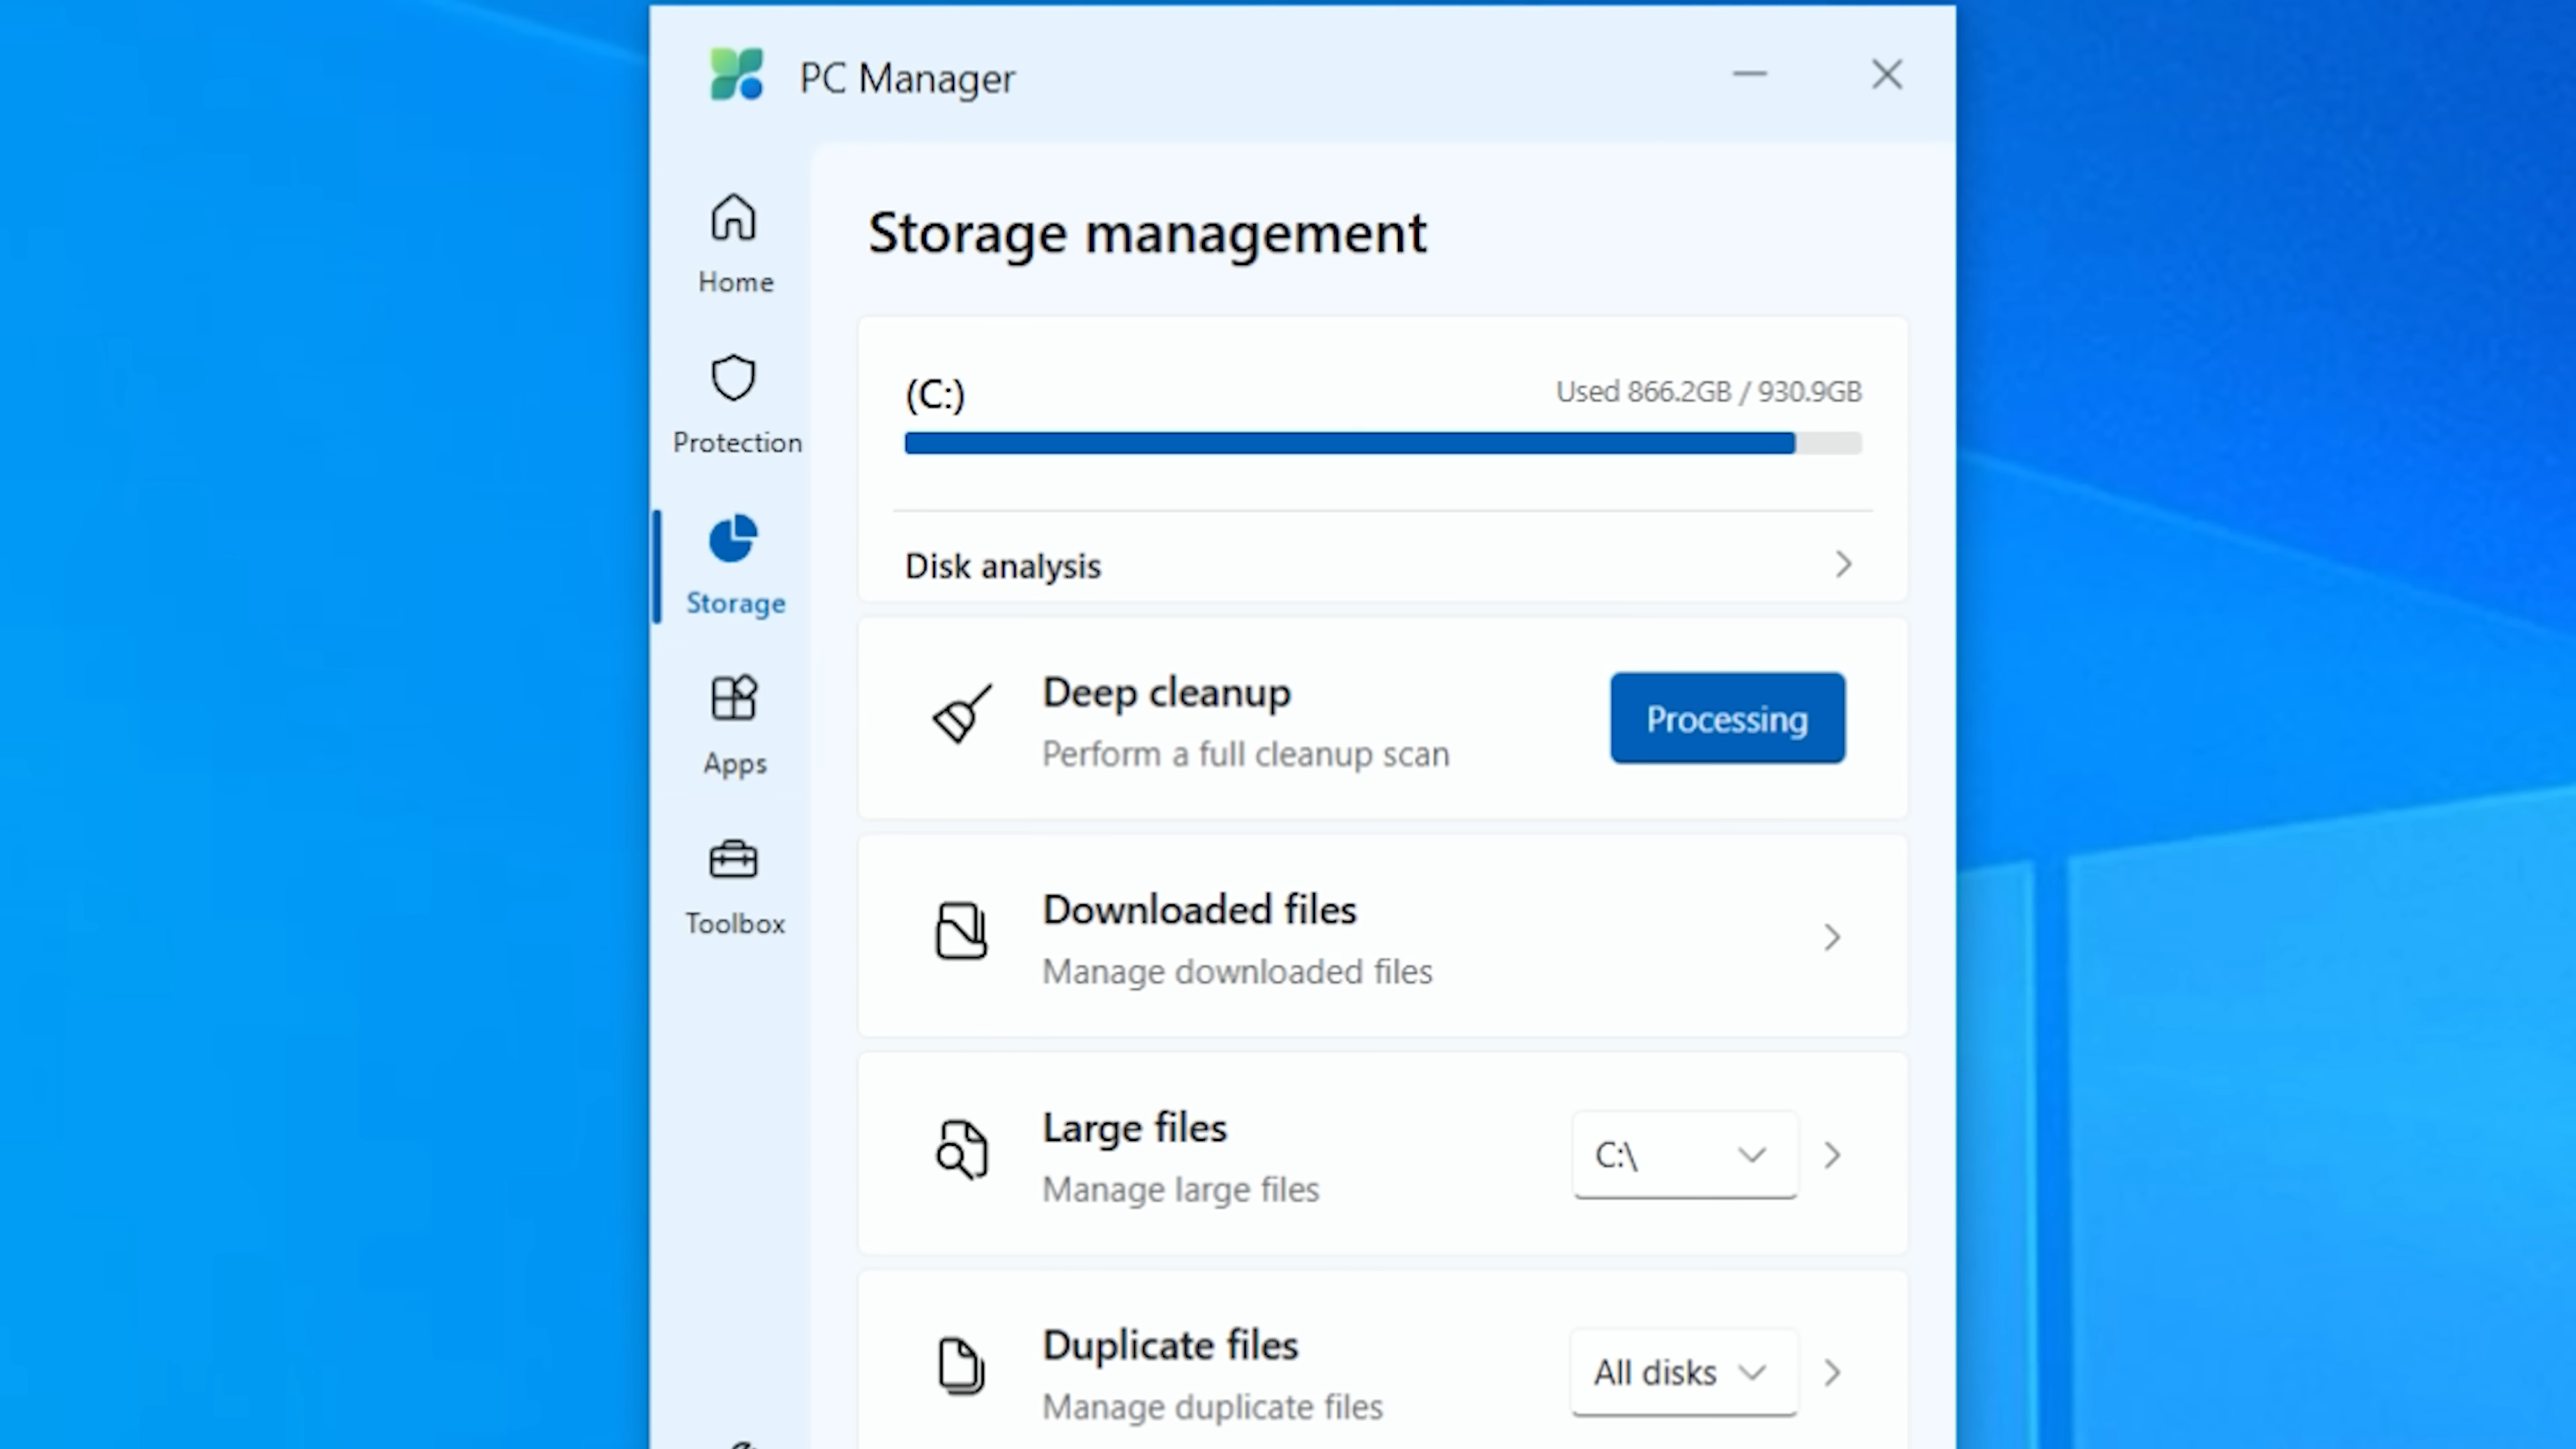 PC Manager
Home
Protection
Storage
Apps
Toolbox
Storage management
(C:)
Used 866.2GB / 930.9GB
Disk analysis
Deep cleanup
Perform a full cleanup scan
Processing
Downloaded files
Manage downloaded files
Large files
Manage large files
C:\
Duplicate files
Manage duplicate files
All disks